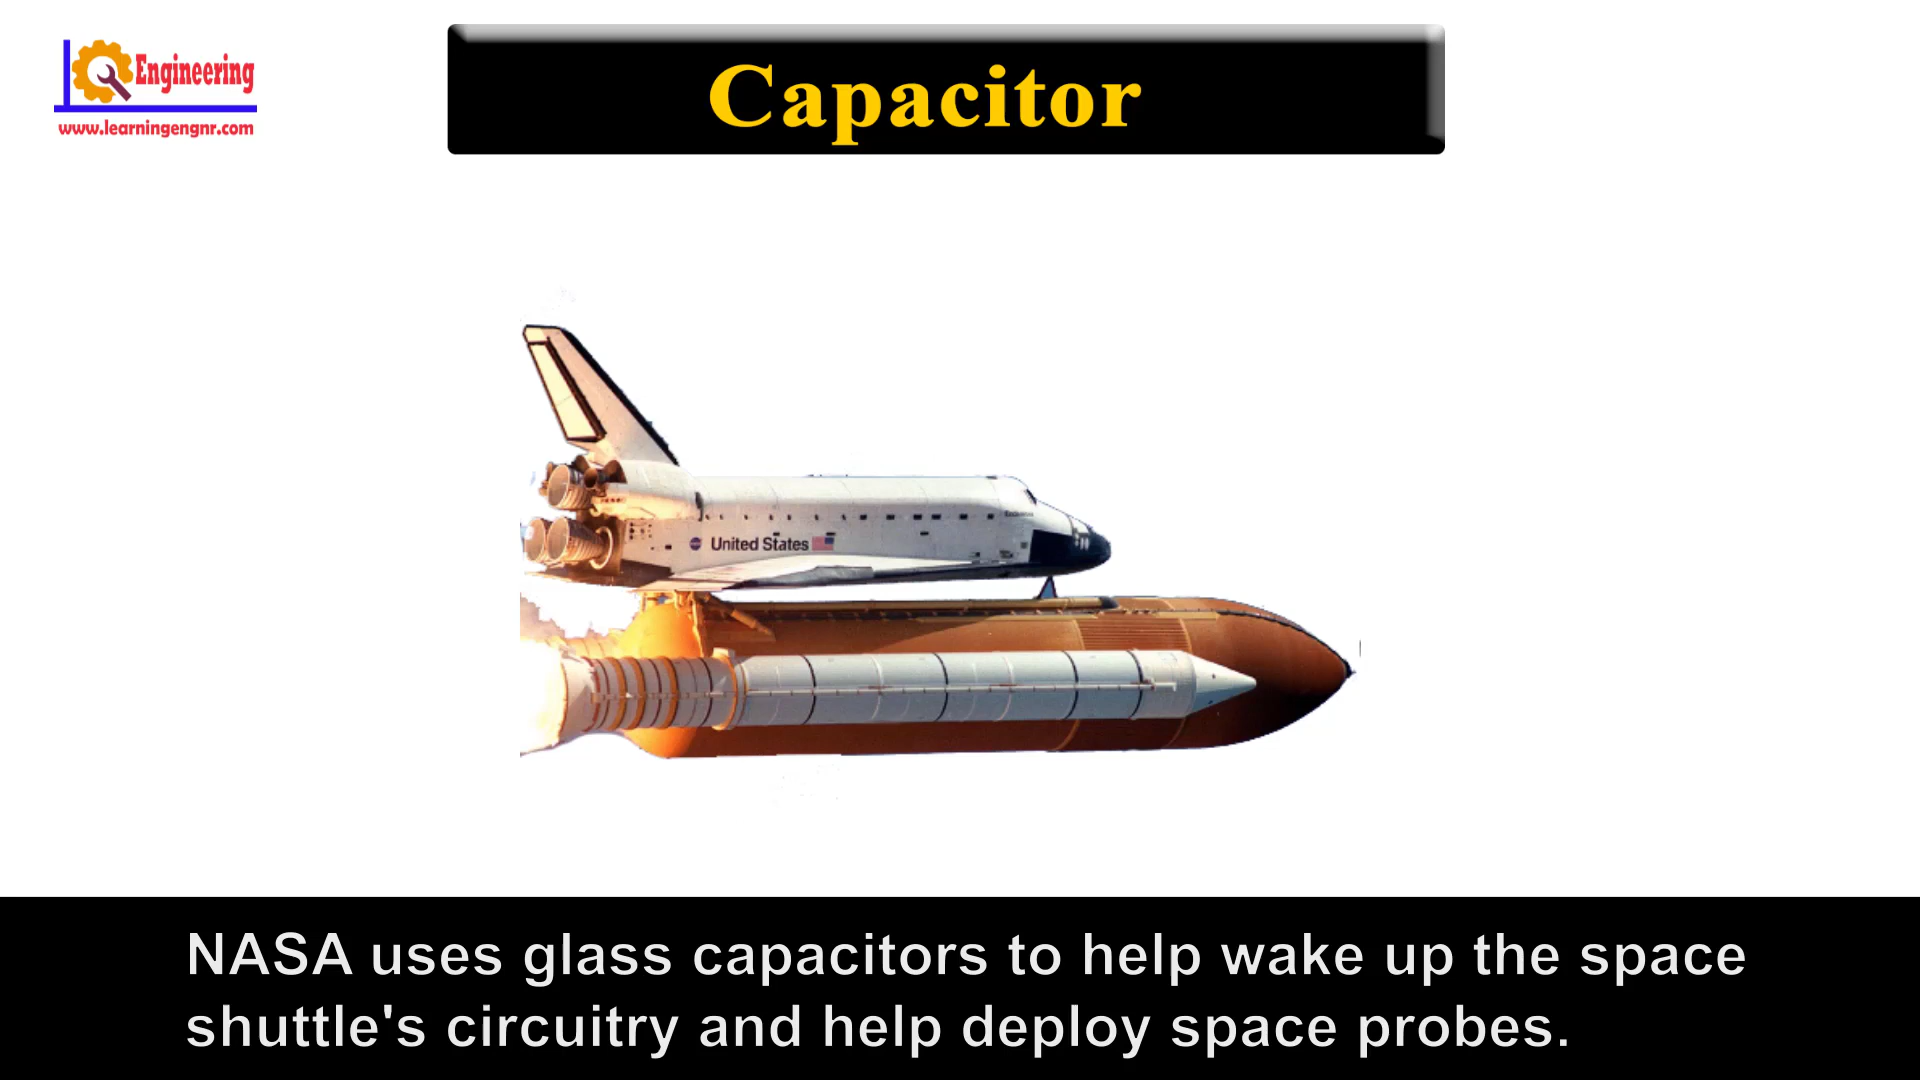 Engineering
www.learningengnr.com
Capacitor
United States
NASA uses glass capacitors to help wake up the space
shuttle's circuitry and help deploy space probes.